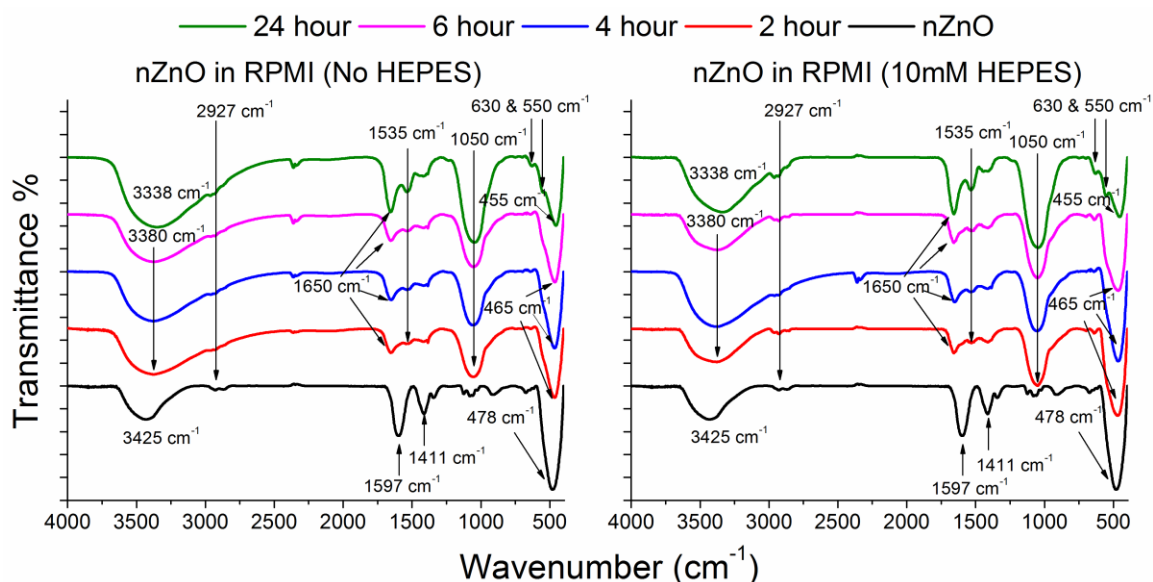 24 hour 6 hour 4 hour 2 hour nZnO
nZnO in RPMI (No HEPES)
2927 cm⁻¹
630 & 550 cm⁻¹
1535 cm⁻¹
1050 cm⁻¹
3338 cm⁻¹
455 cm⁻¹
3380 cm⁻¹
1650 cm⁻¹
465 cm⁻¹
478 cm⁻¹
3425 cm⁻¹
1411 cm⁻¹
1597 cm⁻¹
4000 3500 3000 2500 2000 1500 1000 500
nZnO in RPMI (10mM HEPES)
2927 cm⁻¹
630 & 550 cm⁻¹
1535 cm⁻¹
1050 cm⁻¹
3338 cm⁻¹
455 cm⁻¹
3380 cm⁻¹
1650 cm⁻¹
465 cm⁻¹
478 cm⁻¹
3425 cm⁻¹
1411 cm⁻¹
1597 cm⁻¹
4000 3500 3000 2500 2000 1500 1000 500
Transmittance %
Wavenumber (cm⁻¹)